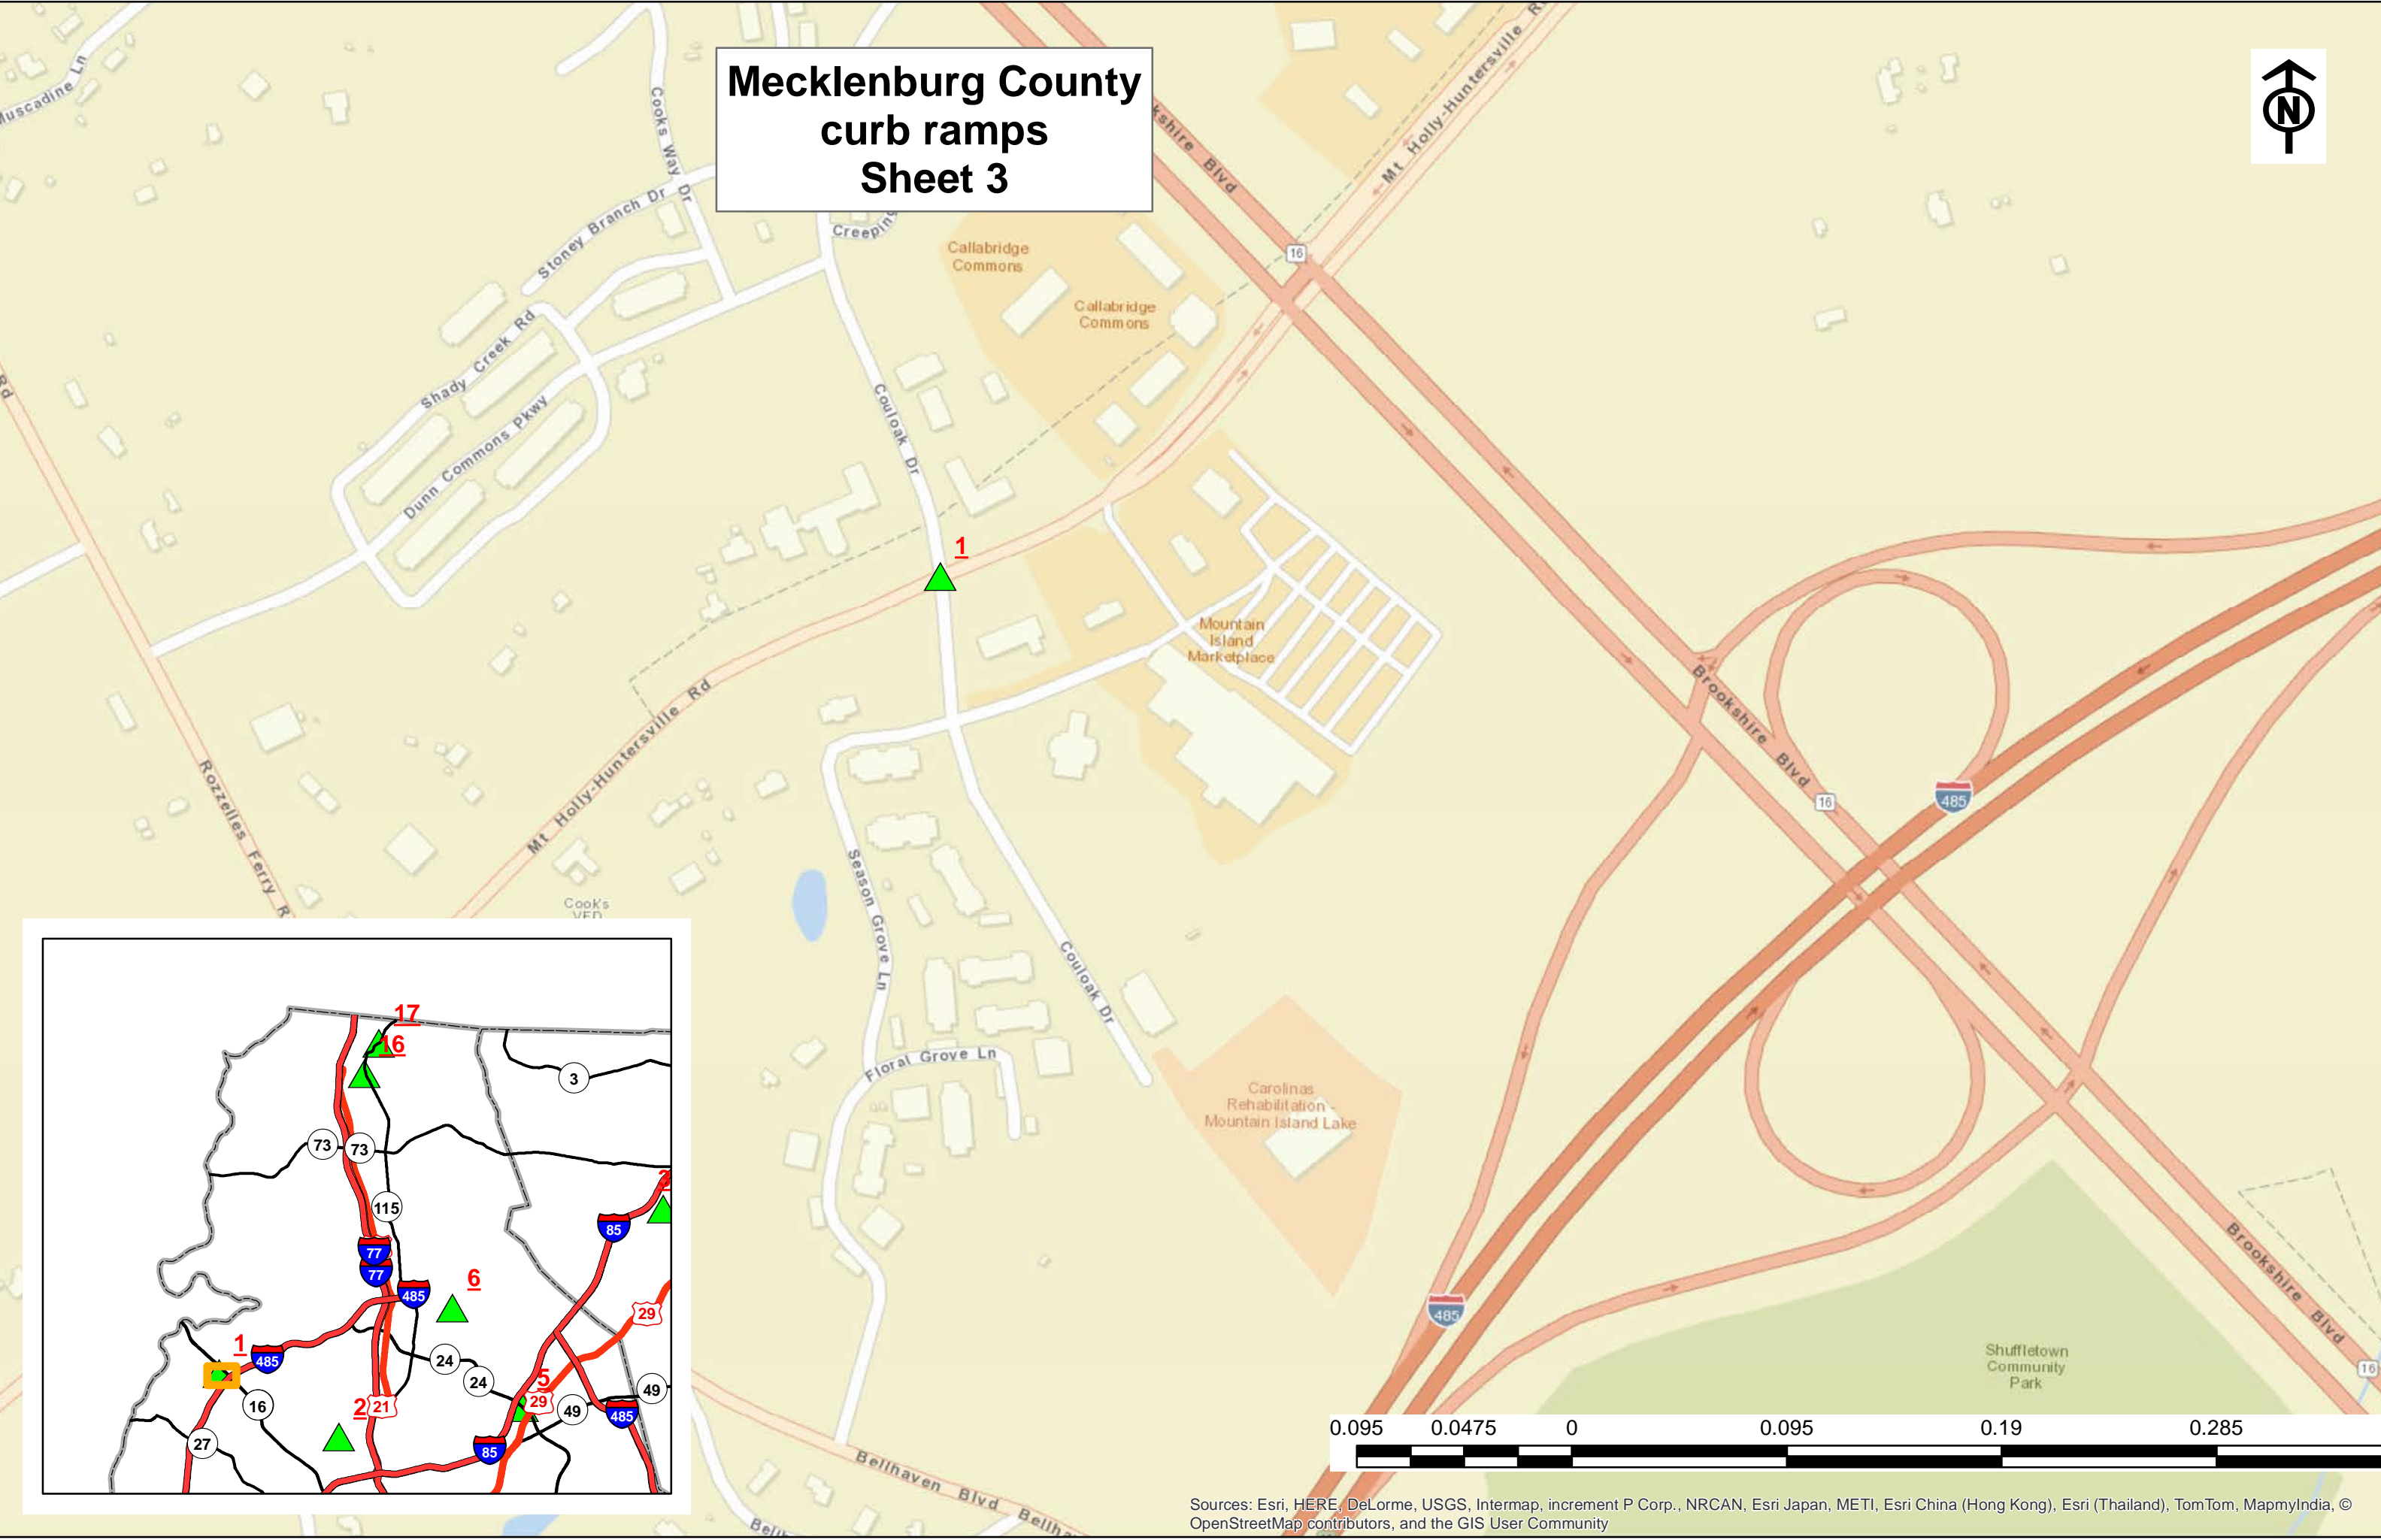 Mecklenburg County
curb ramps
Sheet 3
N
Muscadine Ln
Cooks Way Dr
Stoney Branch Dr
Shady Creek Rd
Dunn Commons Pkwy
Couloak Dr
Callabridge
Commons
Callabridge
Commons
Blvd
16
Mt Holly-Huntersville
1
Rd
Mt Holly-Huntersville Rd
Rozzelles Ferry
Mountain
Island
Marketplace
Brookshire Blvd
16
485
Season Grove Ln
Couloak Dr
Floral Grove Ln
Cook's
Carolinas
Rehabilitation -
Mountain Island Lake
485
Shuffletown
Community
Park
Brookshire Blvd
16
Bellhaven Blvd
17
16
3
73
73
115
85
77
77
485
6
29
1
485
24
24
5
29
49
49
16
2
21
485
27
85
0.095 0.0475 0 0.095 0.19 0.285
Sources: Esri, HERE, DeLorme, USGS, Intermap, increment P Corp., NRCAN, Esri Japan, METI, Esri China (Hong Kong), Esri (Thailand), TomTom, MapmyIndia, ©
OpenStreetMap contributors, and the GIS User Community